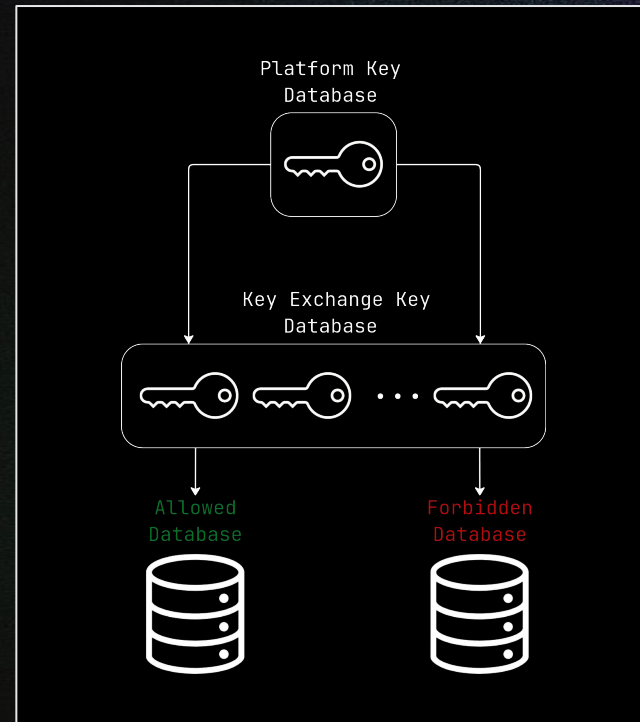 Platform Key
Database
Key Exchange Key
Database
Allowed
Database
Forbidden
Database